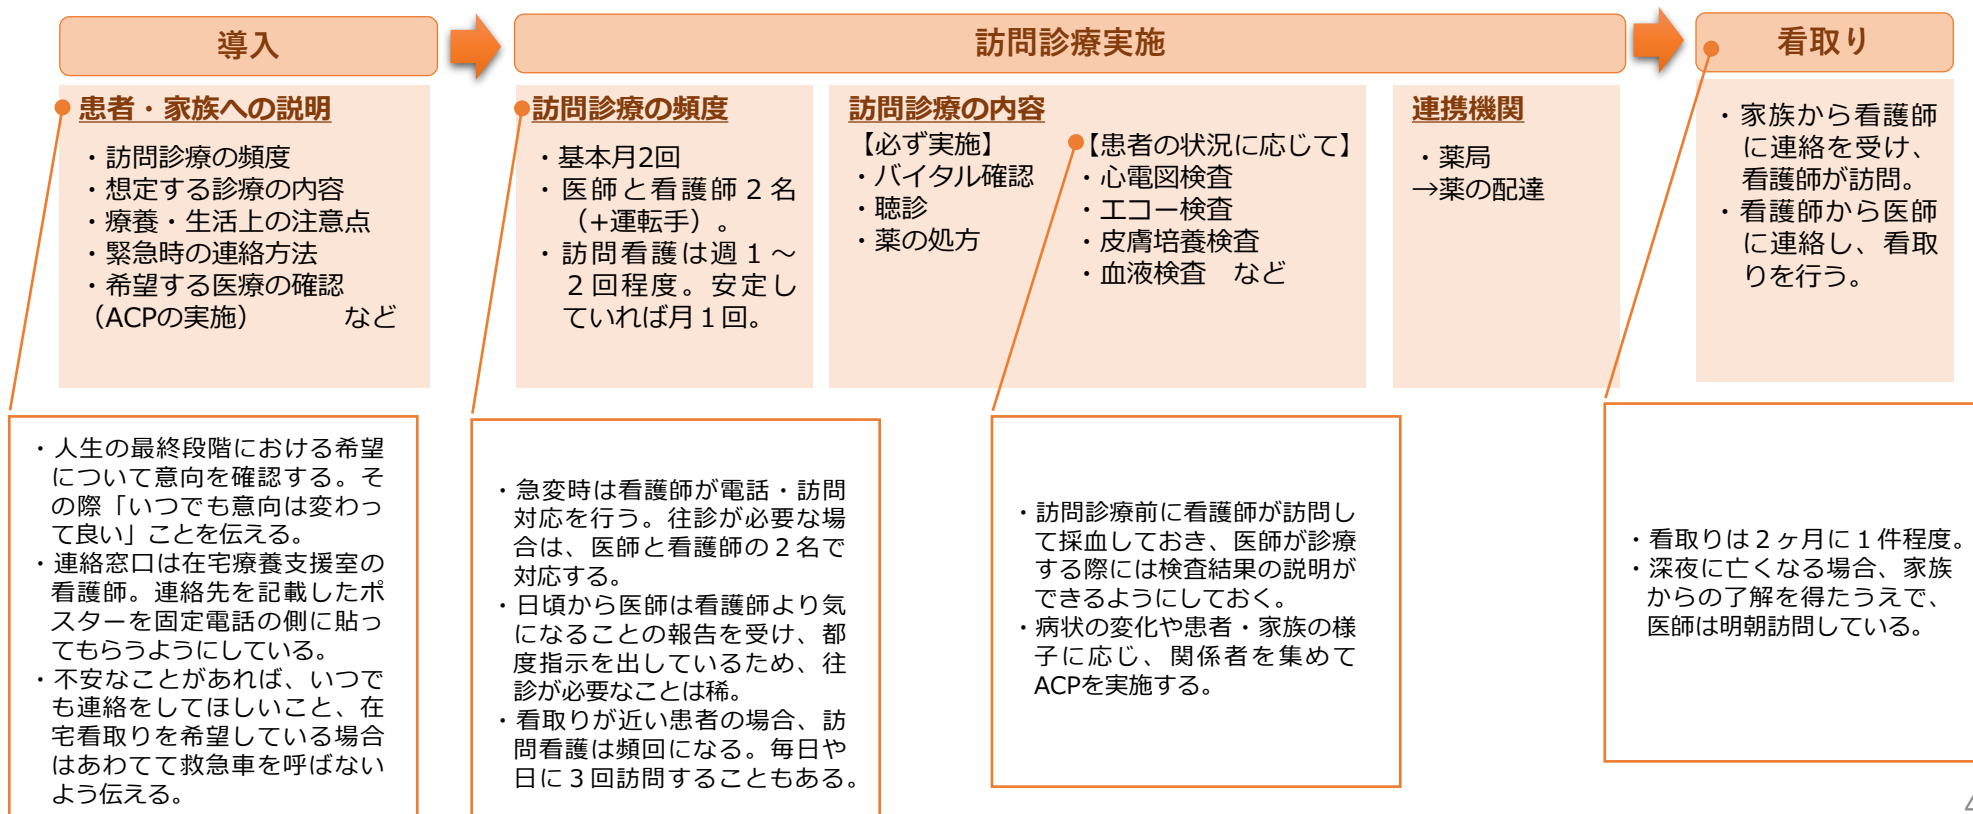 導入
訪問診療実施
看取り
患者・家族への説明
・訪問診療の頻度
・想定する診療の内容
・療養・生活上の注意点
・緊急時の連絡方法
・希望する医療の確認
（ACPの実施）　　　　など
訪問診療の頻度
・基本月2回
・医師と看護師２名
（+運転手）。
・訪問看護は週１～
２回程度。安定し
ていれば月１回。
訪問診療の内容
【必ず実施】
・バイタル確認
・聴診
・薬の処方
【患者の状況に応じて】
・心電図検査
・エコー検査
・皮膚培養検査
・血液検査　など
連携機関
・薬局
→薬の配達
・家族から看護師
に連絡を受け、
看護師が訪問。
・看護師から医師
に連絡し、看取
りを行う。
・人生の最終段階における希望
について意向を確認する。そ
の際「いつでも意向は変わっ
て良い」ことを伝える。
・連絡窓口は在宅療養支援室の
看護師。連絡先を記載したポ
スターを固定電話の側に貼っ
てもらうようにしている。
・不安なことがあれば、いつで
も連絡をしてほしいこと、在
宅看取りを希望している場合
はあわせて救急車を呼ばない
よう伝える。
・急変時は看護師が電話・訪問
対応を行う。往診が必要な場
合は、医師と看護師の２名で
対応する。
・日頃から医師は看護師より気
になることの報告を受け、都
度指示を出しているため、往
診が必要なことは稀。
・看取りが近い患者の場合、訪
問看護は頻回になる。毎日や
日に３回訪問することもある。
・訪問診療前に看護師が訪問し
て採血しておき、医師が診療
する際には検査結果の説明が
できるようにしておく。
・病状の変化や患者・家族の様
子に応じ、関係者を集めて
ACPを実施する。
・看取りは２ヶ月に１件程度。
・深夜に亡くなる場合、家族
からの了解を得たうえで、
医師は明朝訪問している。